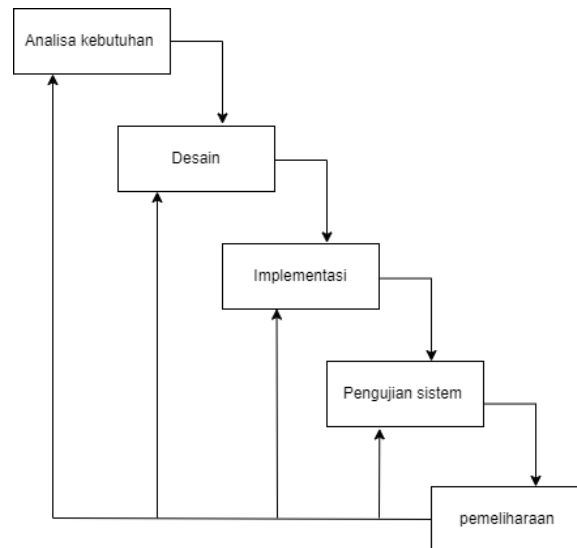 Analisa kebutuhan
Desain
Implementasi
Pengujian sistem
pemeliharaan